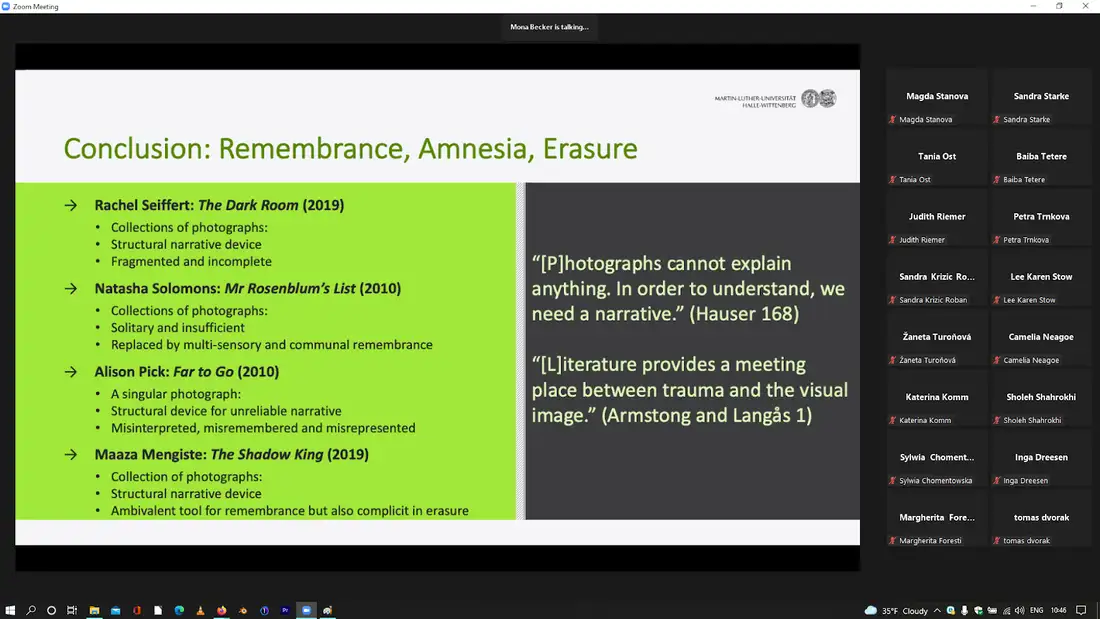 Zoom Meeting
Mona Becker is talking...
MARTIN-LUTHER-UNIVERSITÄT
HALLE-WITTENBERG
Conclusion: Remembrance, Amnesia, Erasure
→ Rachel Seiffert: The Dark Room (2019)
• Collections of photographs:
• Structural narrative device
• Fragmented and incomplete
→ Natasha Solomons: Mr Rosenblum's List (2010)
• Collections of photographs:
• Solitary and insufficient
• Replaced by multi-sensory and communal remembrance
→ Alison Pick: Far to Go (2010)
• A singular photograph:
• Structural device for unreliable narrative
• Misinterpreted, misremembered and misrepresented
→ Maaza Mengiste: The Shadow King (2019)
• Collection of photographs:
• Structural narrative device
• Ambivalent tool for remembrance but also complicit in erasure
“[P]hotographs cannot explain
anything. In order to understand, we
need a narrative.” (Hauser 168)
“[L]iterature provides a meeting
place between trauma and the visual
image.” (Armstong and Langås 1)
Magda Stanova
Magda Stanova
Sandra Starke
Sandra Starke
Tania Ost
Tania Ost
Baiba Tetere
Baiba Tetere
Judith Riemer
Judith Riemer
Petra Trnkova
Petra Trnkova
Sandra Krizic Ro...
Sandra Krizic Roban
Lee Karen Stow
Lee Karen Stow
Žaneta Turoňová
Žaneta Turoňová
Camelia Neagoe
Camelia Neagoe
Katerina Komm
Katerina Komm
Sholeh Shahrokhi
Sholeh Shahrokhi
Sylwia Choment...
Sylwia Chomentowska
Inga Dreesen
Inga Dreesen
Margherita Fore...
Margherita Foresti
tomas dvorak
tomas dvorak
35°F Cloudy
ENG
10:46